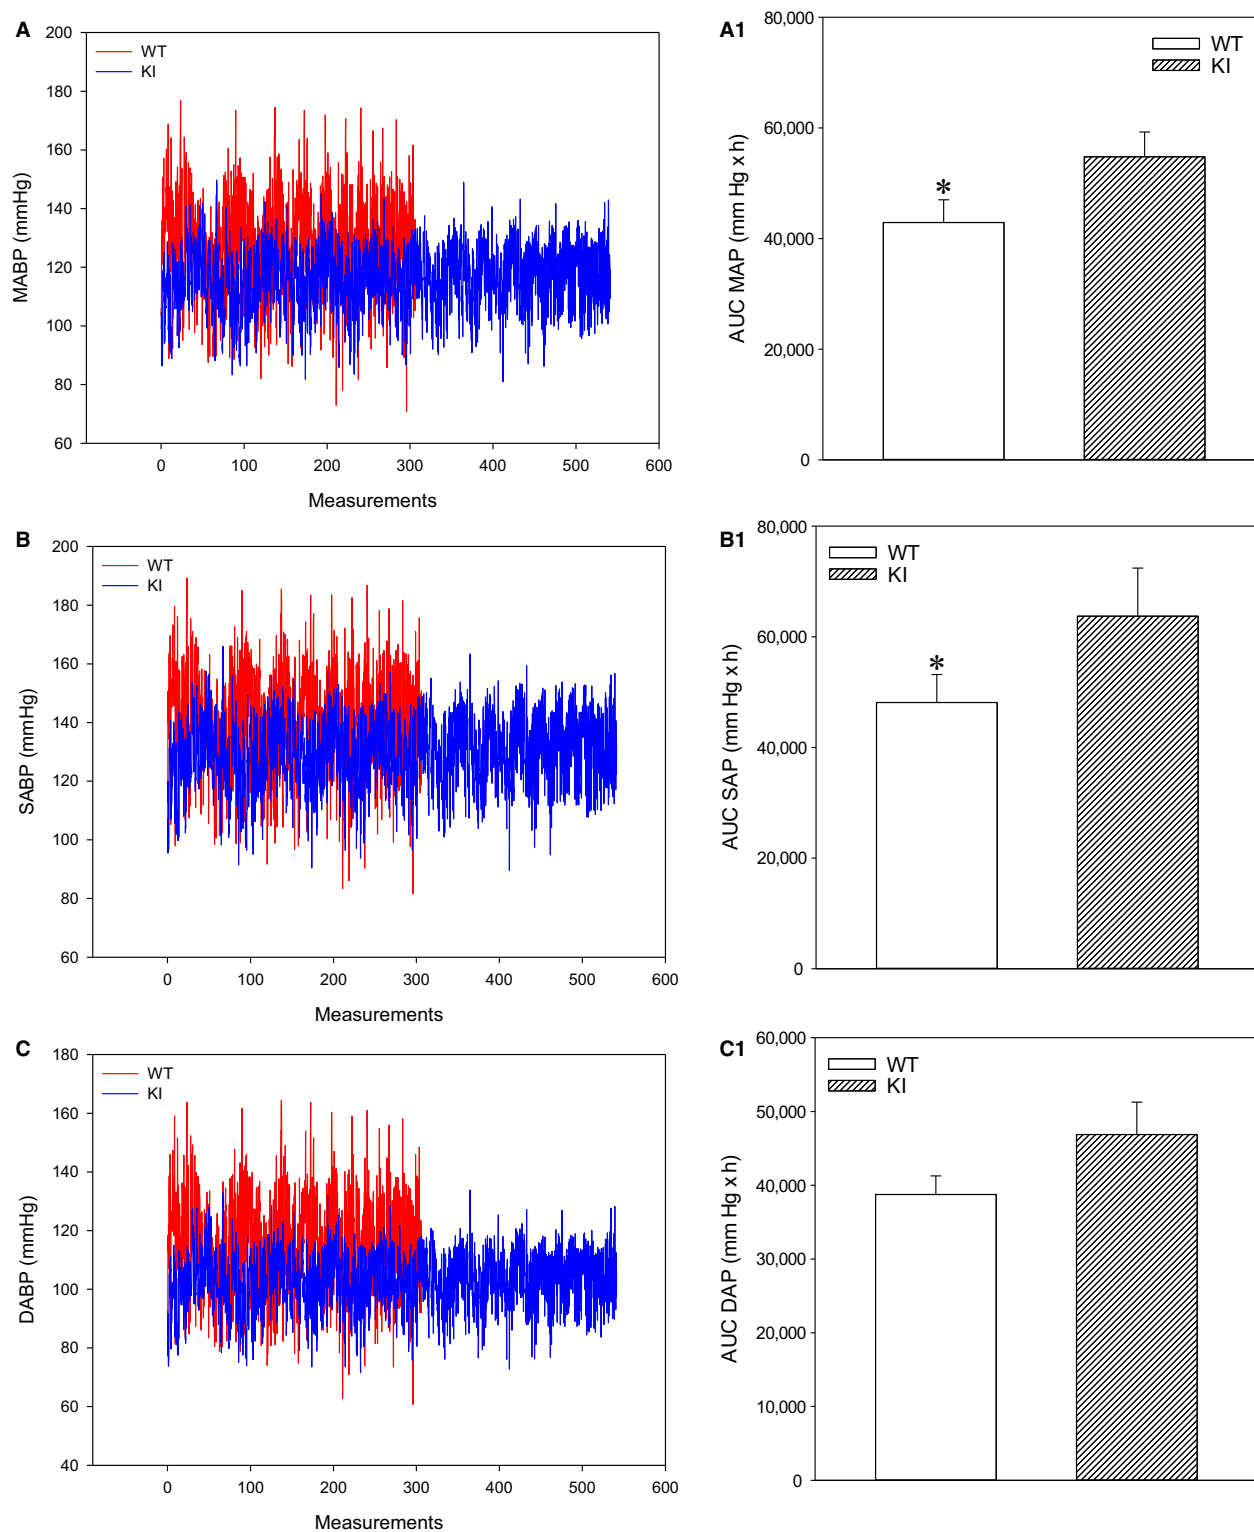 A
200
180
160
140
120
100
80
60
MABP (mmHg)
WT
KI
0 100 200 300 400 500 600
Measurements
A1
80,000
60,000
40,000
20,000
0
AUC MAP (mm Hg x h)
WT
KI
*
B
200
180
160
140
120
100
80
60
SABP (mmHg)
WT
KI
0 100 200 300 400 500 600
Measurements
B1
80,000
60,000
40,000
20,000
0
AUC SAP (mm Hg x h)
WT
KI
*
C
180
160
140
120
100
80
60
40
DABP (mmHg)
WT
KI
0 100 200 300 400 500 600
Measurements
C1
60,000
50,000
40,000
30,000
20,000
10,000
0
AUC DAP (mm Hg x h)
WT
KI